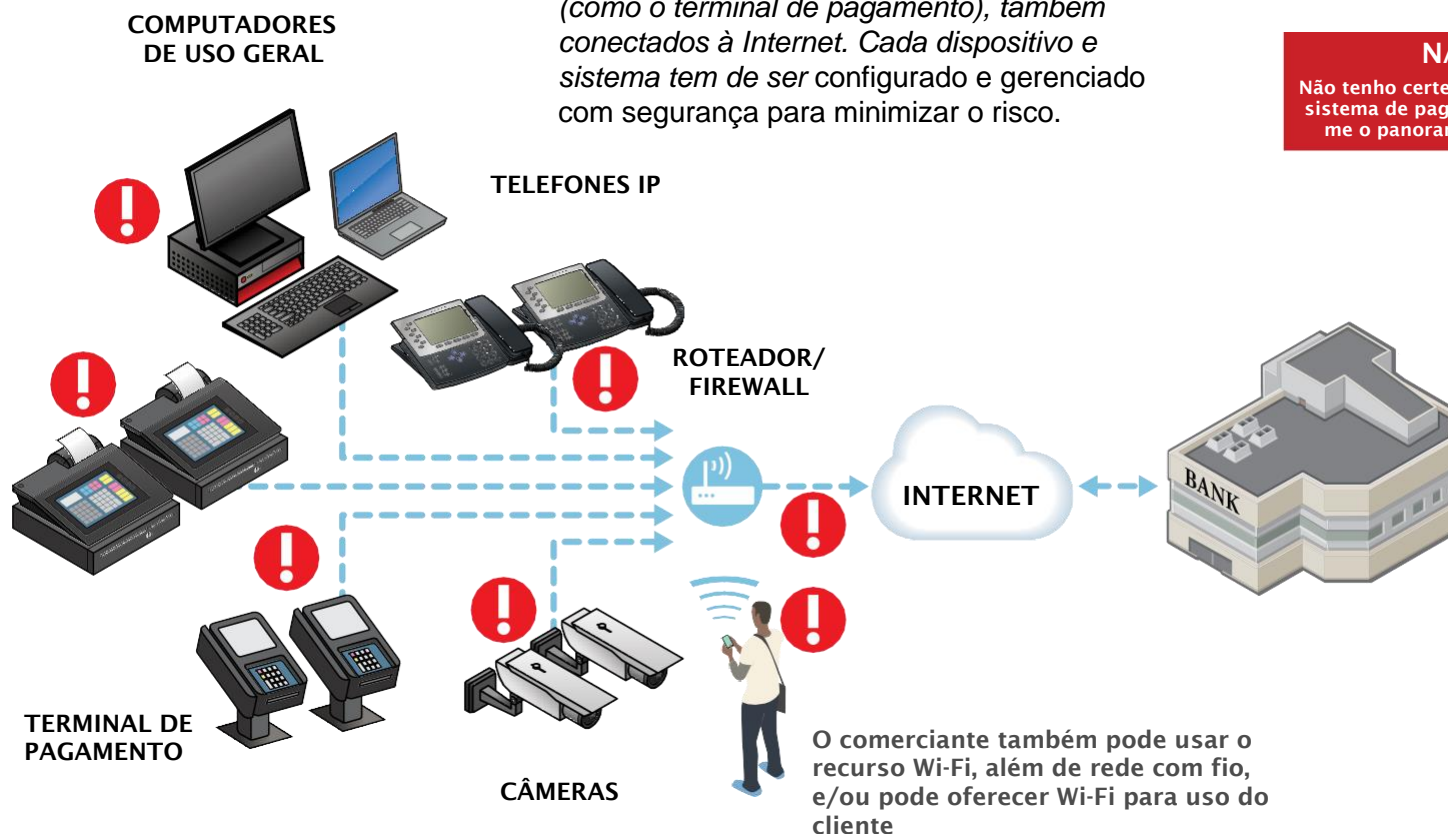 COMPUTADORES
DE USO GERAL
(como o terminal de pagamento), também
conectados à Internet. Cada dispositivo e
sistema tem de ser configurado e gerenciado
com segurança para minimizar o risco.
Não tenho
sistema de
me o
TELEFONES IP
ROTEADOR/
FIREWALL
INTERNET
BANK
TERMINAL DE
PAGAMENTO
CÂMERAS
O comerciante também pode usar o
recurso Wi-Fi, além de rede com fio,
e/ou pode oferecer Wi-Fi para uso do
cliente